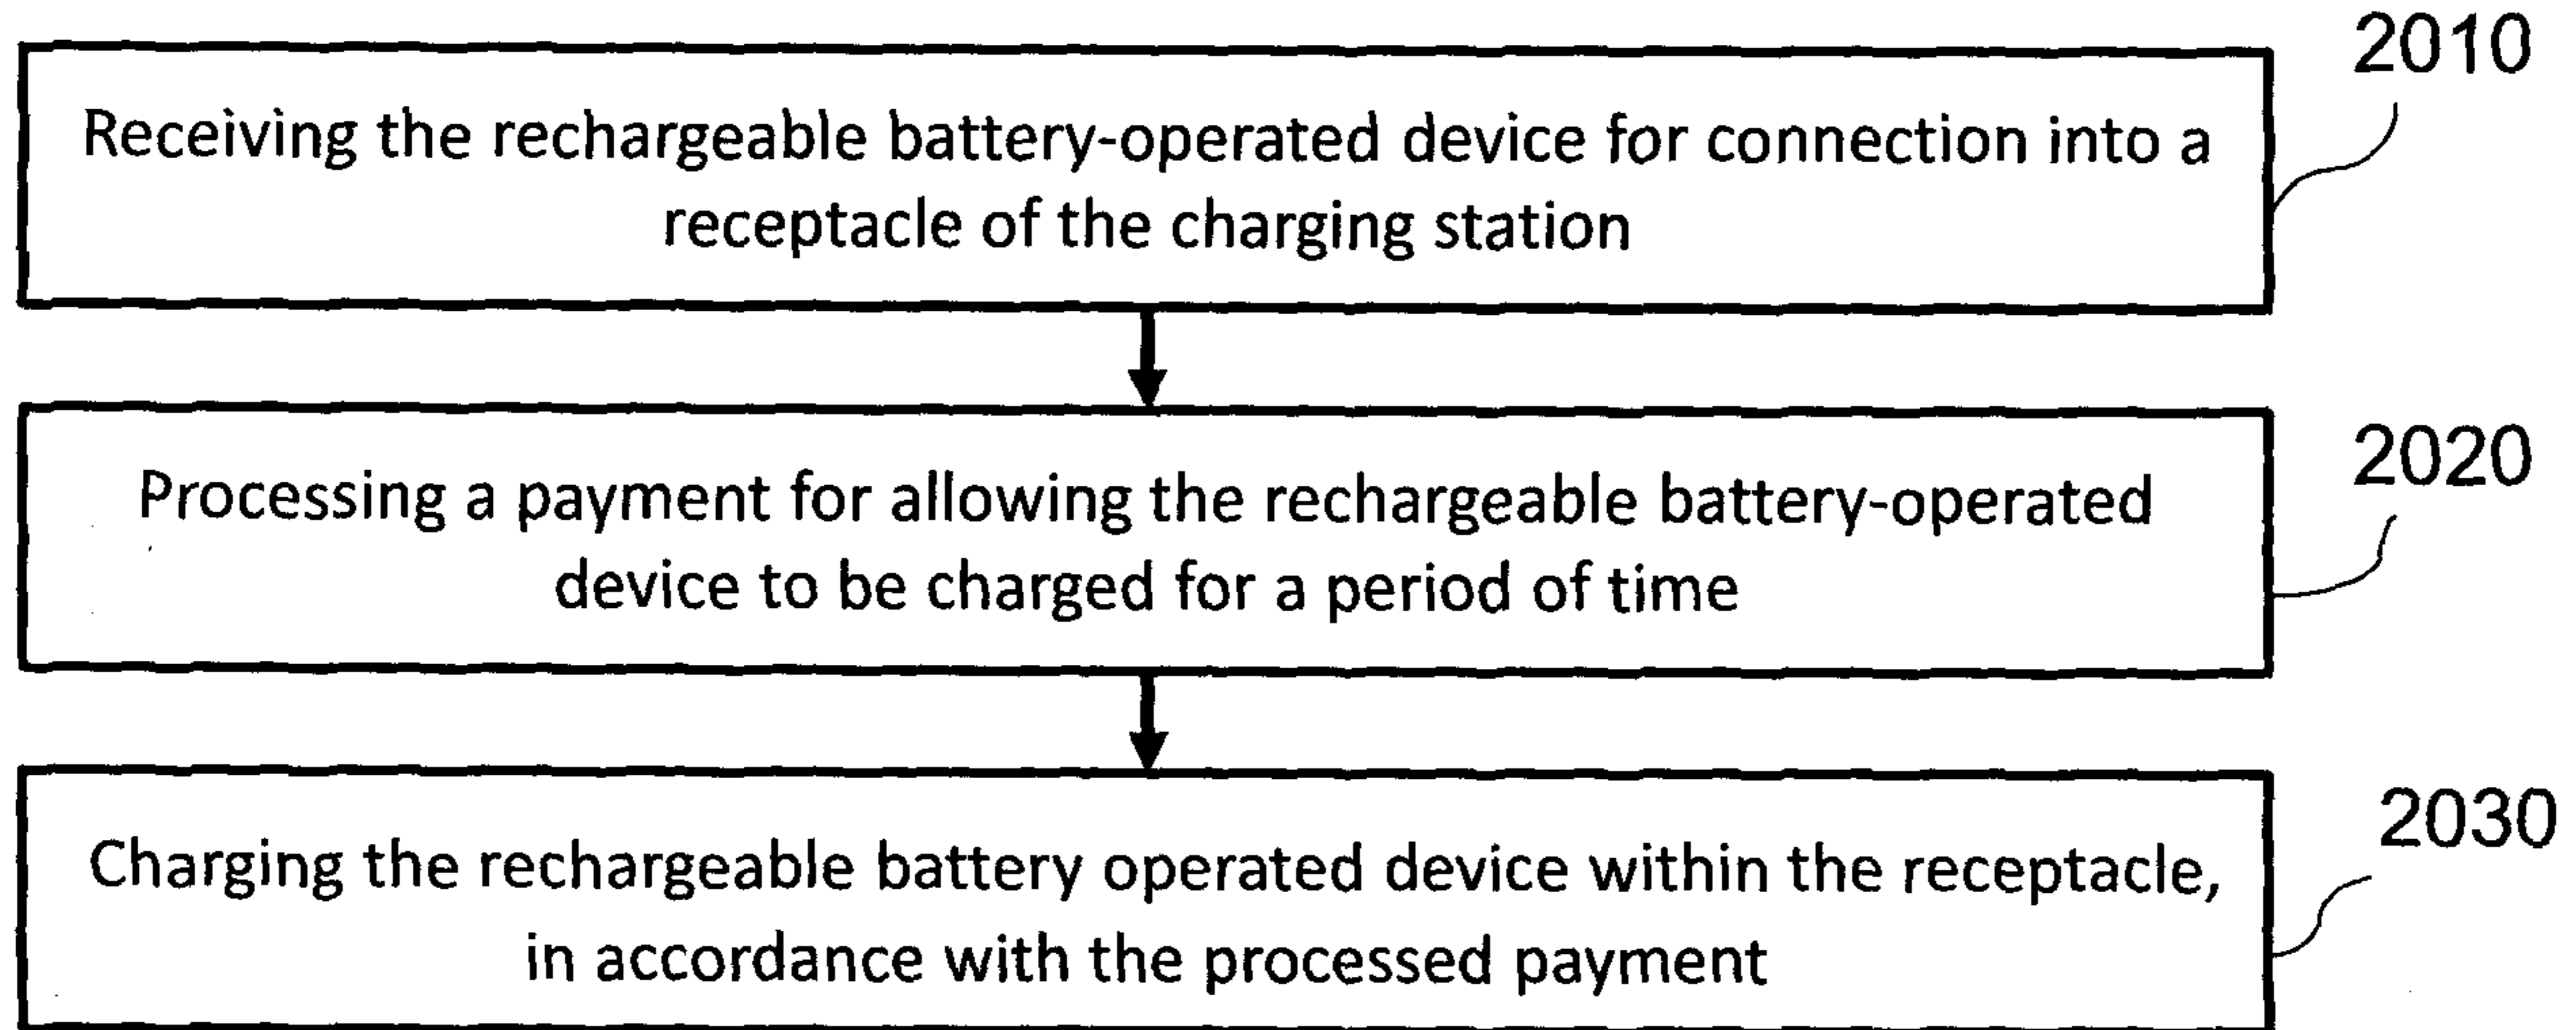 2010
Receiving the rechargeable battery-operated device for connection into a
receptacle of the charging station
2020
Processing a payment for allowing the rechargeable battery-operated
device to be charged for a period of time
2030
Charging the rechargeable battery operated device within the receptacle,
in accordance with the processed payment